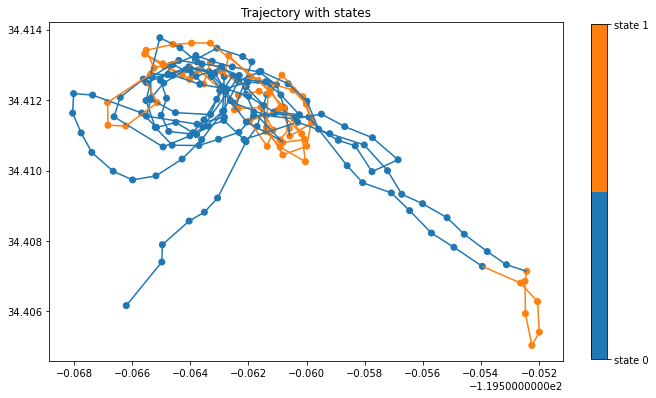 Trajectory with states
34.414
34.412
34.410
34.408
34.406
−0.068 −0.066 −0.064 −0.062 −0.060 −0.058 −0.056 −0.054 −0.052
−1.1950000000e2
state 1
state 0